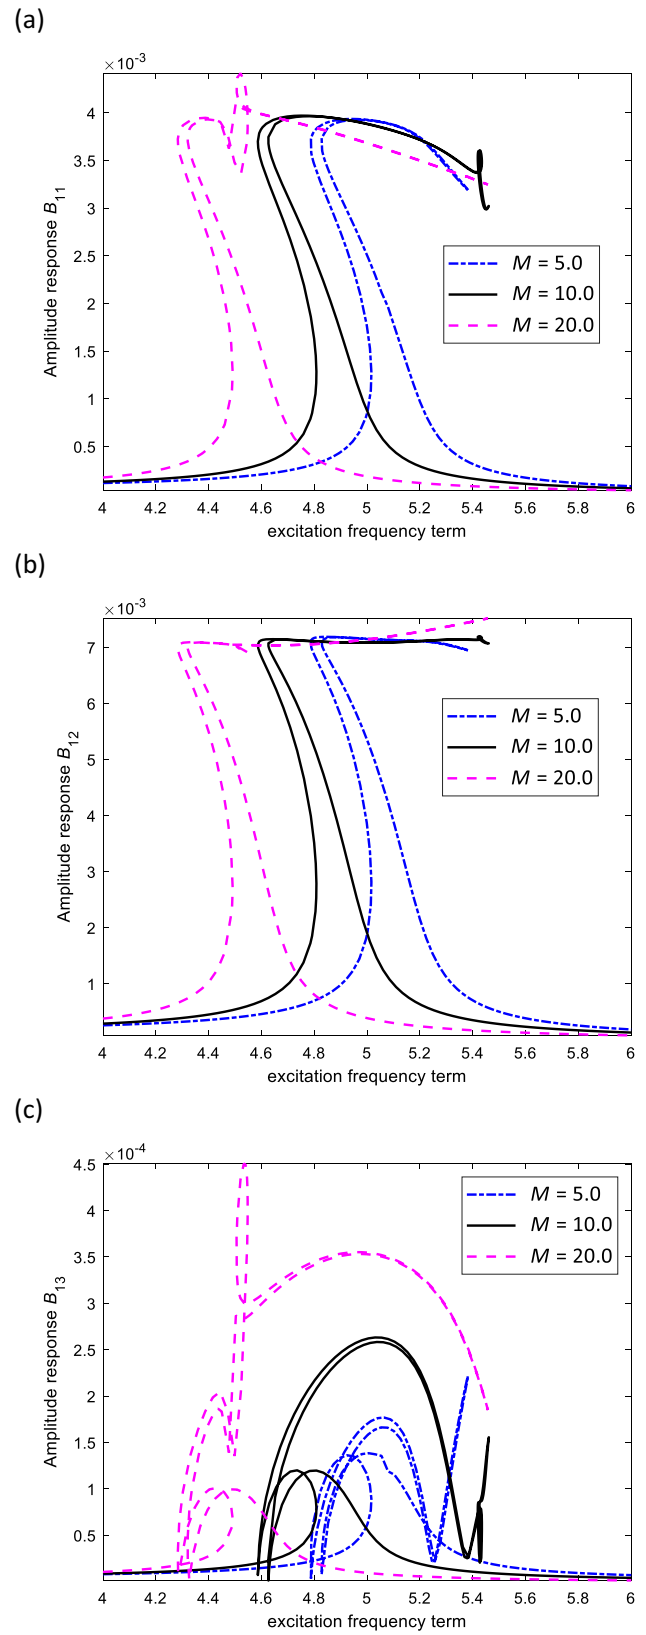 (a)
×10-3
4
3.5
3
2.5
2
1.5
1
0.5
Amplitude response B11
M = 5.0
M = 10.0
M = 20.0
4 4.2 4.4 4.6 4.8 5 5.2 5.4 5.6 5.8 6
excitation frequency term
(b)
×10-3
7
6
5
4
3
2
1
Amplitude response B12
M = 5.0
M = 10.0
M = 20.0
4 4.2 4.4 4.6 4.8 5 5.2 5.4 5.6 5.8 6
excitation frequency term
(c)
×10-4
4.5
4
3.5
3
2.5
2
1.5
1
0.5
Amplitude response B13
M = 5.0
M = 10.0
M = 20.0
4 4.2 4.4 4.6 4.8 5 5.2 5.4 5.6 5.8 6
excitation frequency term